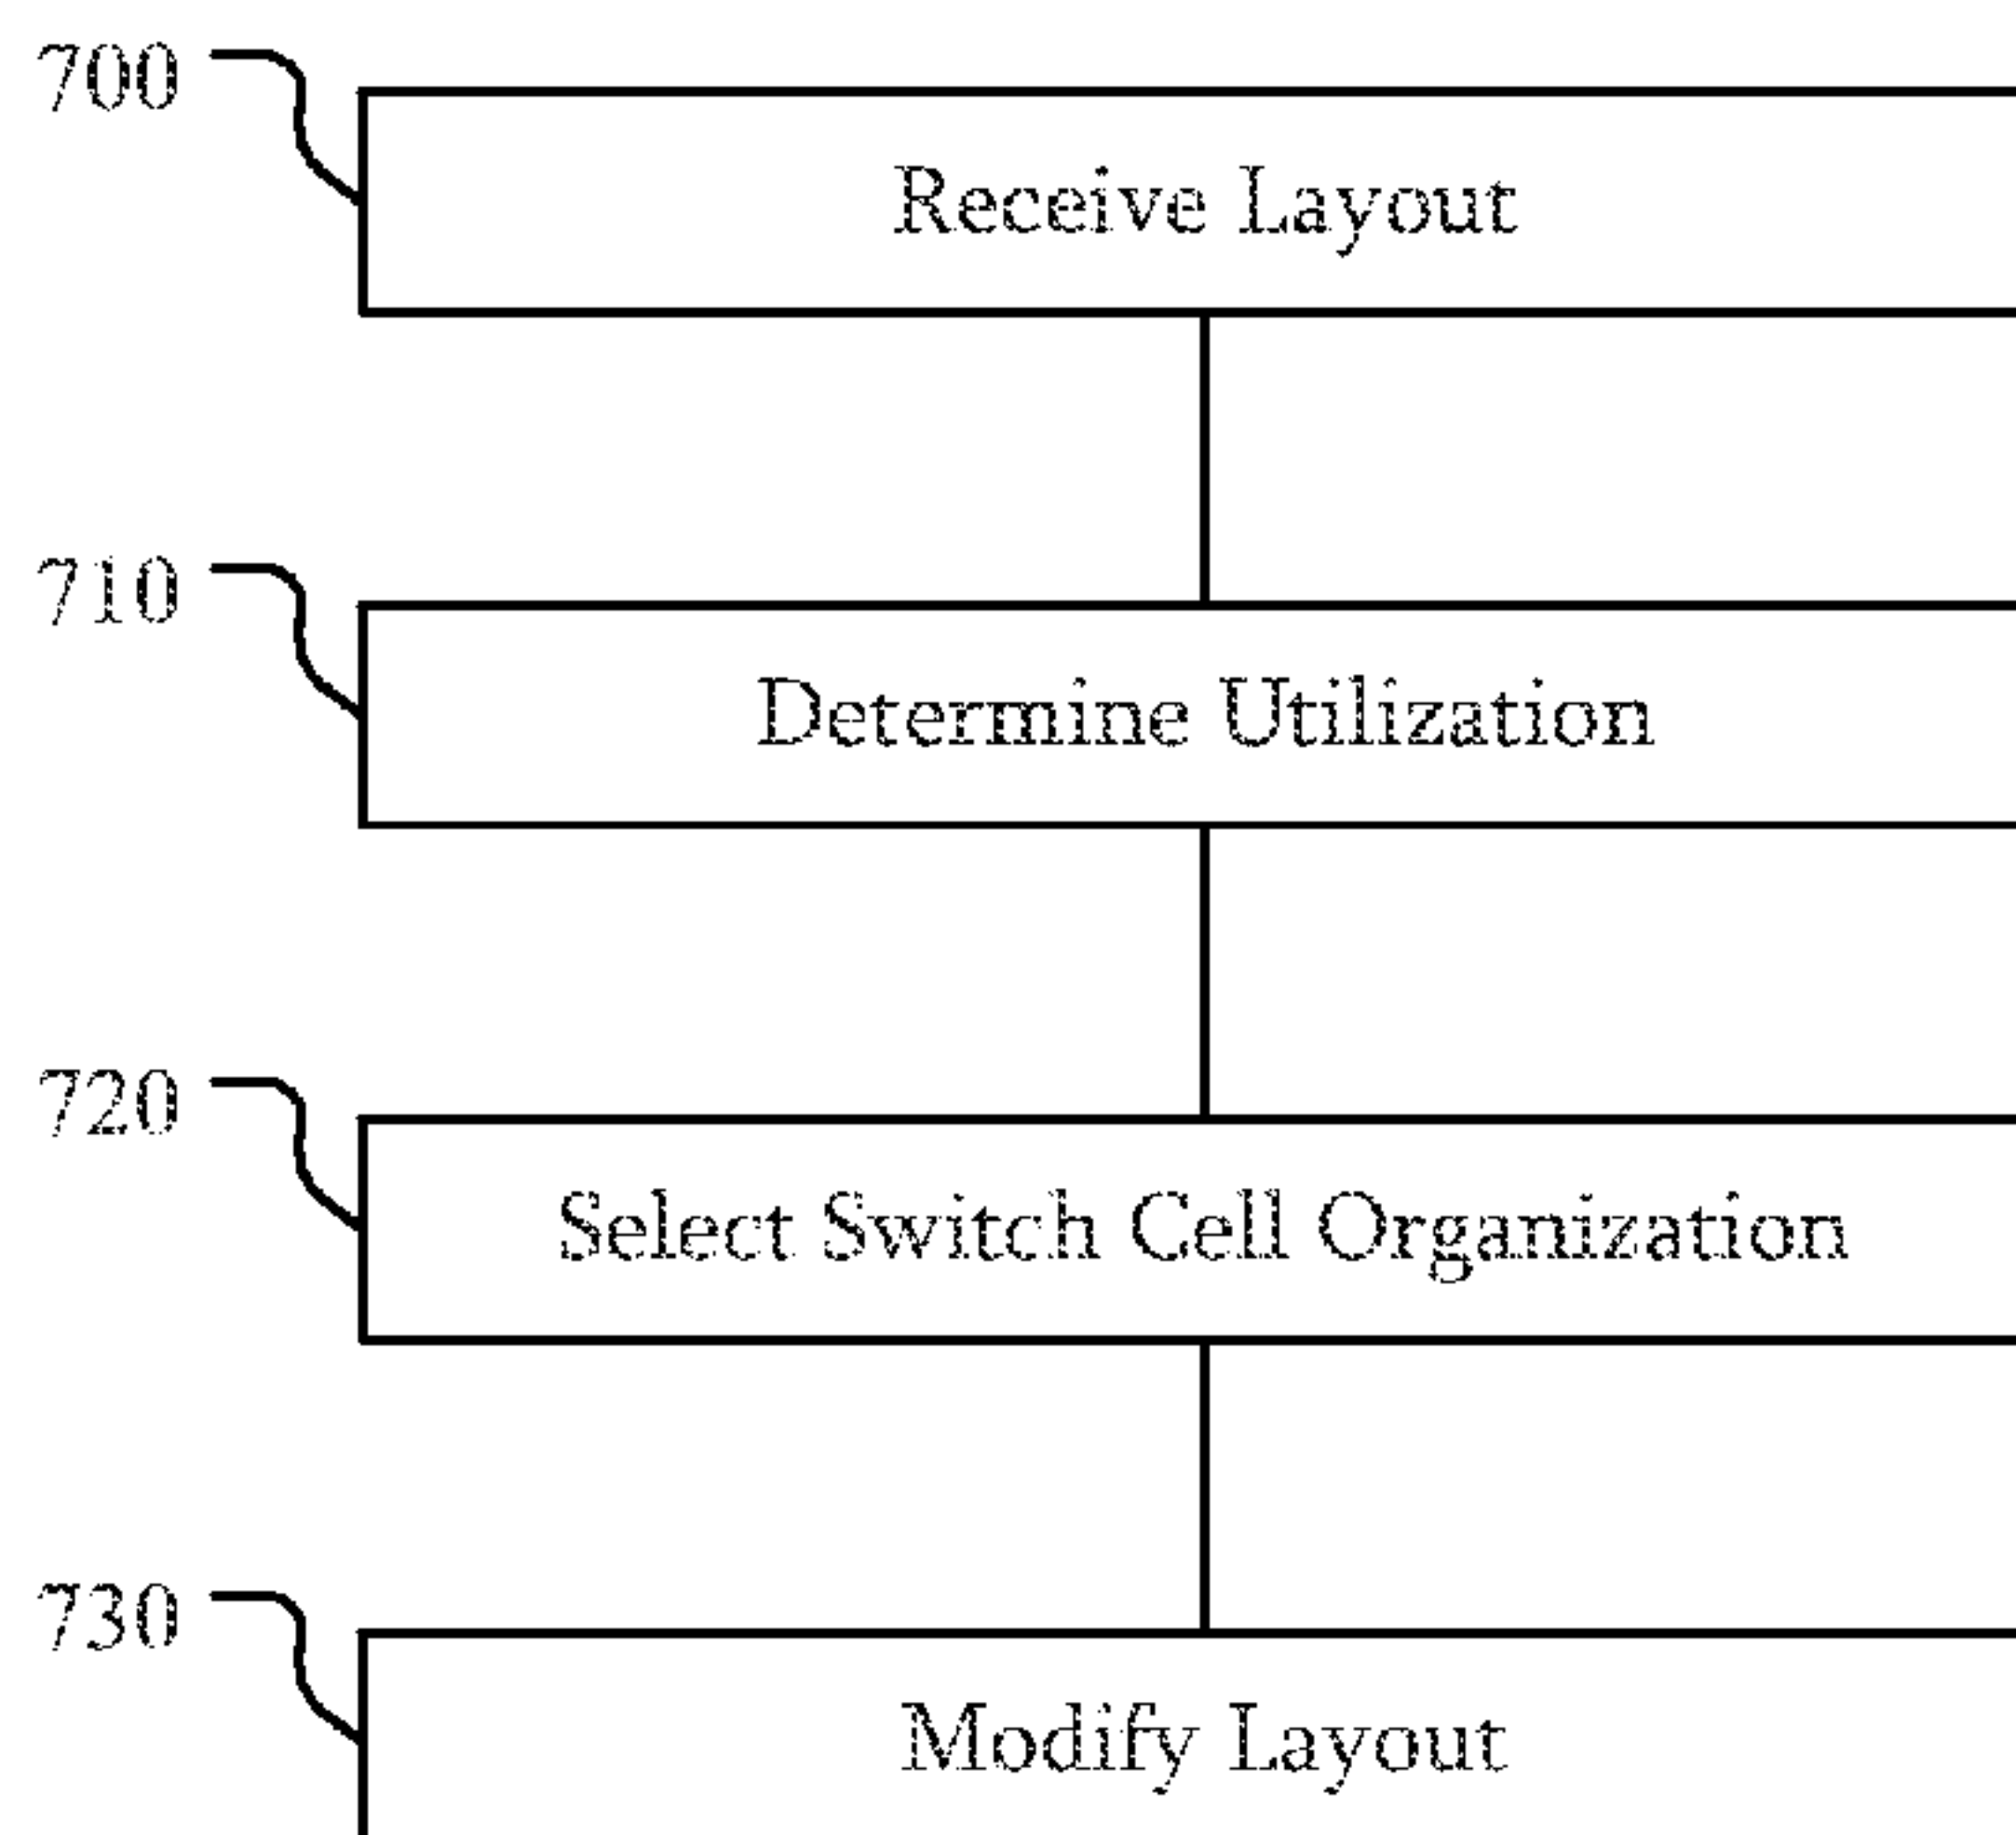 700
Receive Layout
710
Determine Utilization
720
Select Switch Cell Organization
730
Modify Layout